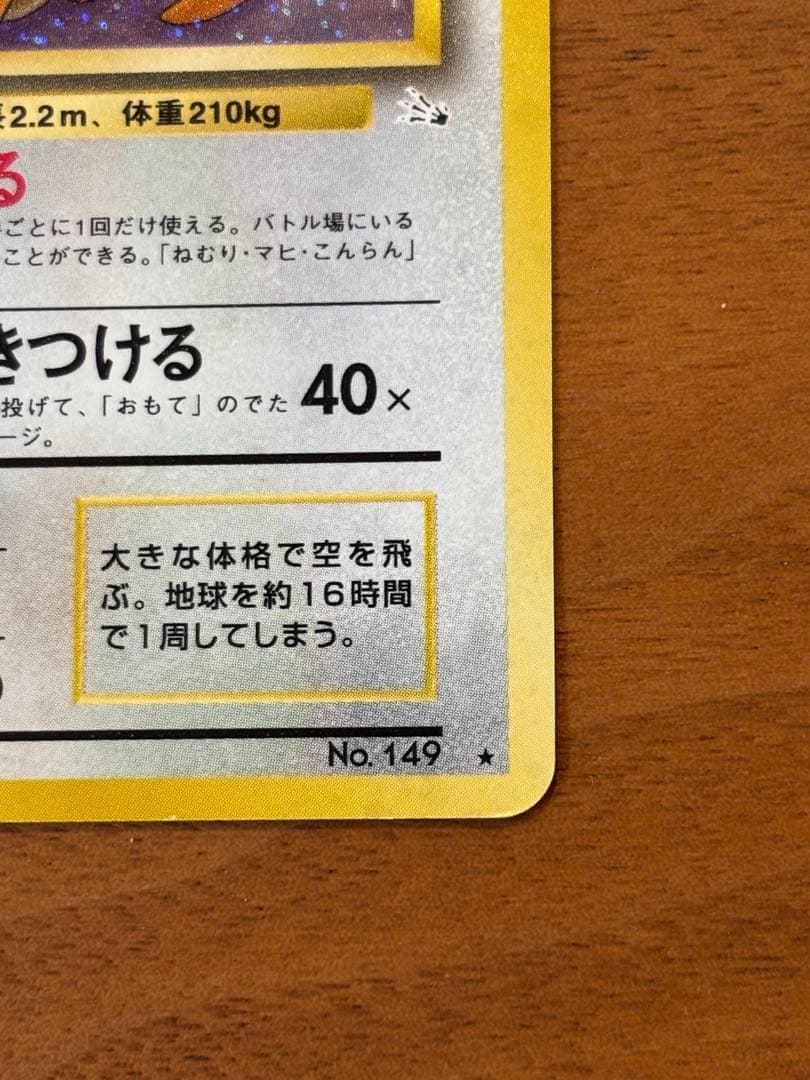 2.2m、体重210kg
る
ごとに1回だけ使える。バトル場にいる
ことができる。「ねむり・マヒ・こんらん」
きつける
投げて、「おもて」のでた 40×
ージ。
大きな体格で空を飛
ぶ。地球を約16時間
で1周してしまう。
No. 149 ★